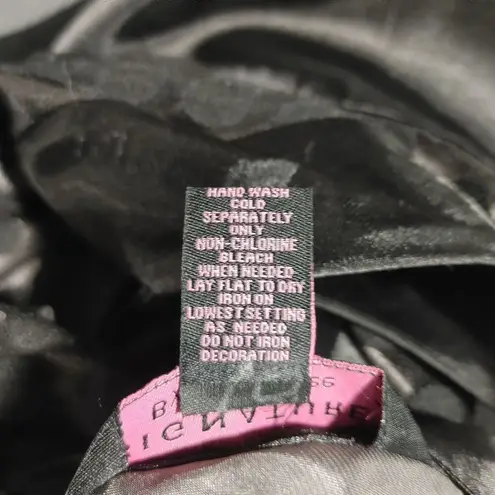 HAND WASH
COLD
SEPARATELY
ONLY
NON-CHLORINE
BLEACH
WHEN NEEDED
LAY FLAT TO DRY
IRON ON
LOWEST SETTING
AS NEEDED
DO NOT IRON
DECORATION